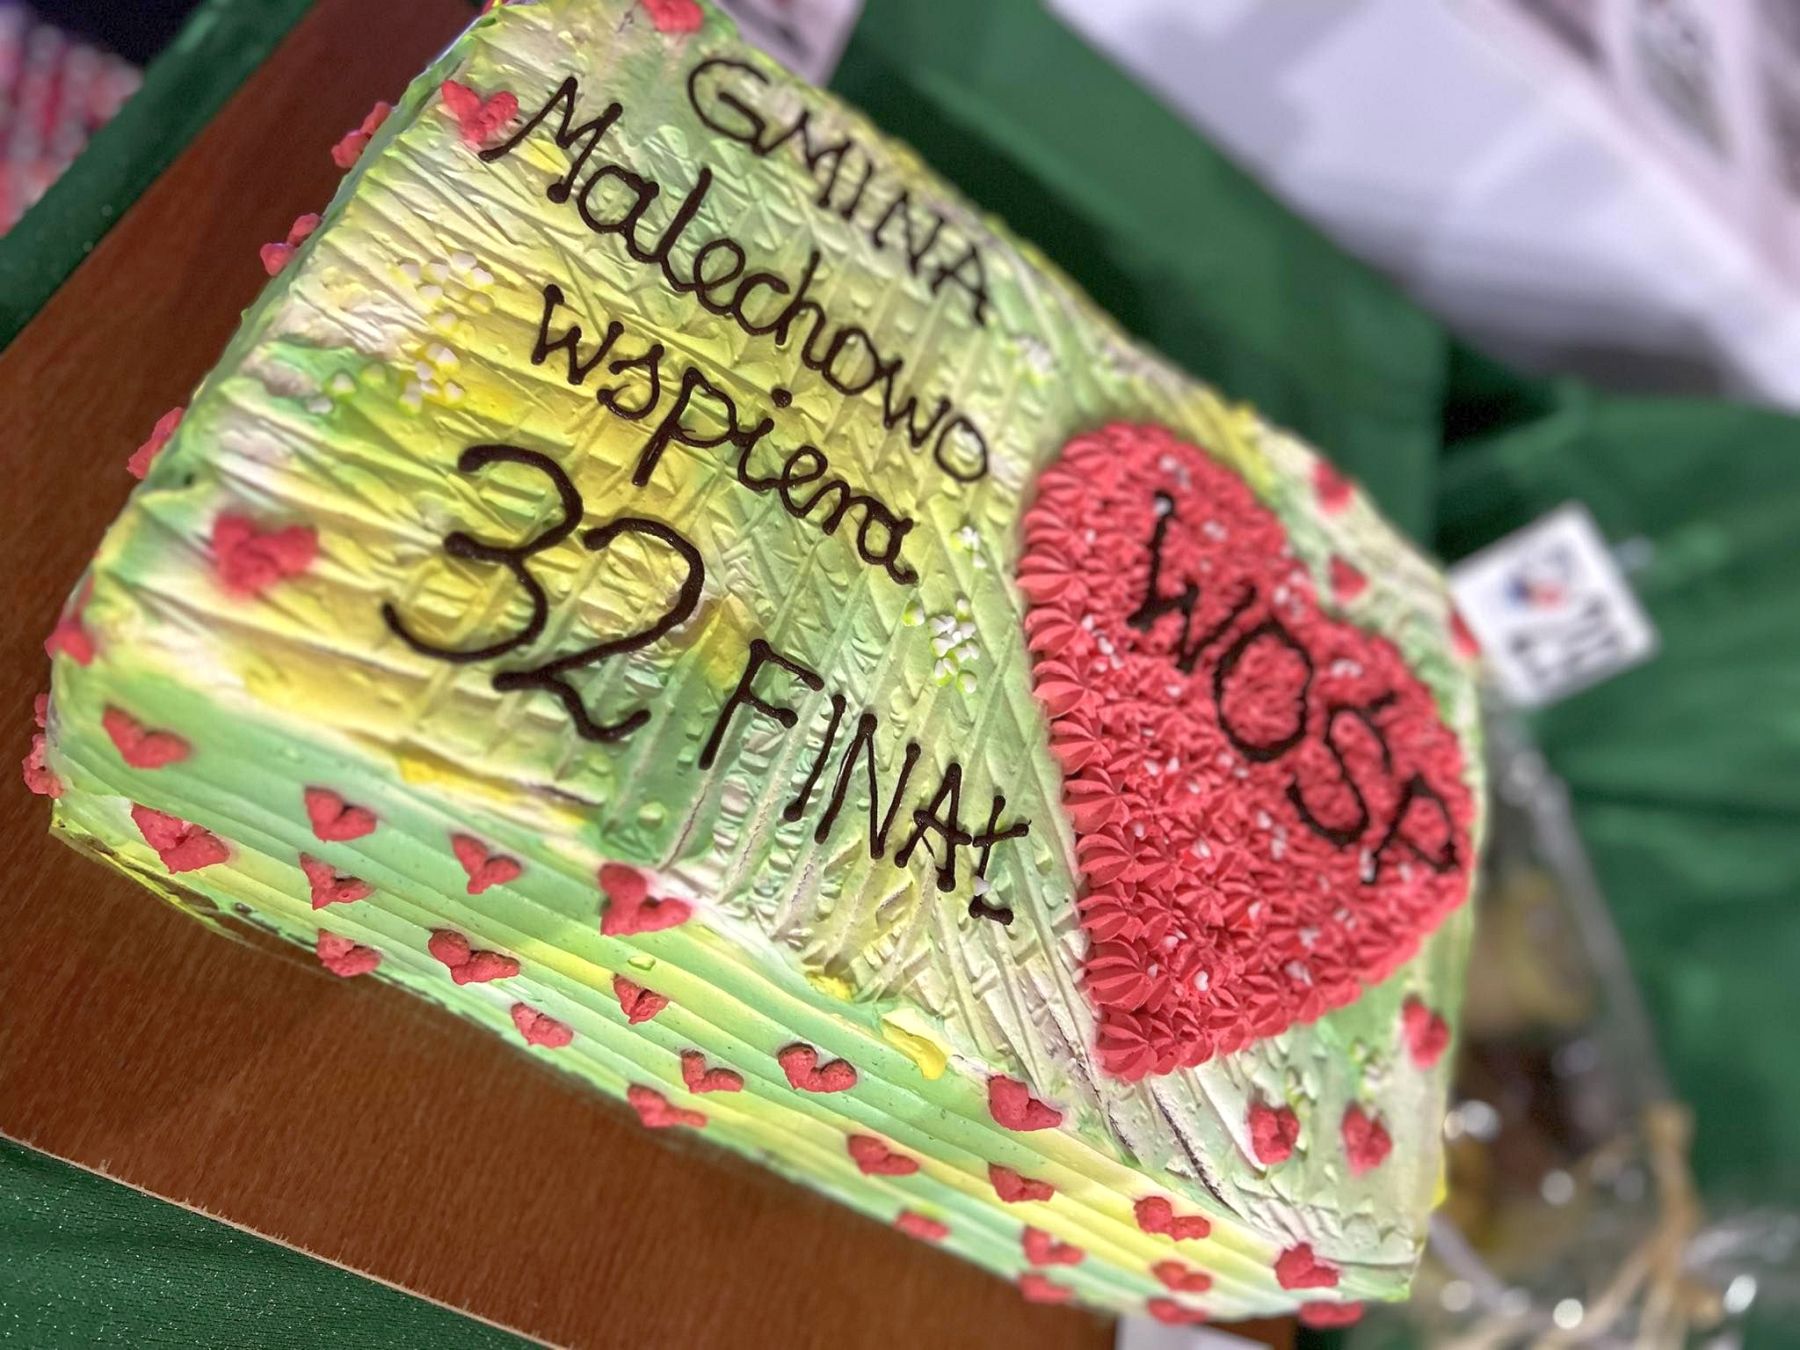 GMINA
Malechowo
wspiera
32 FINAŁ
WOŚP